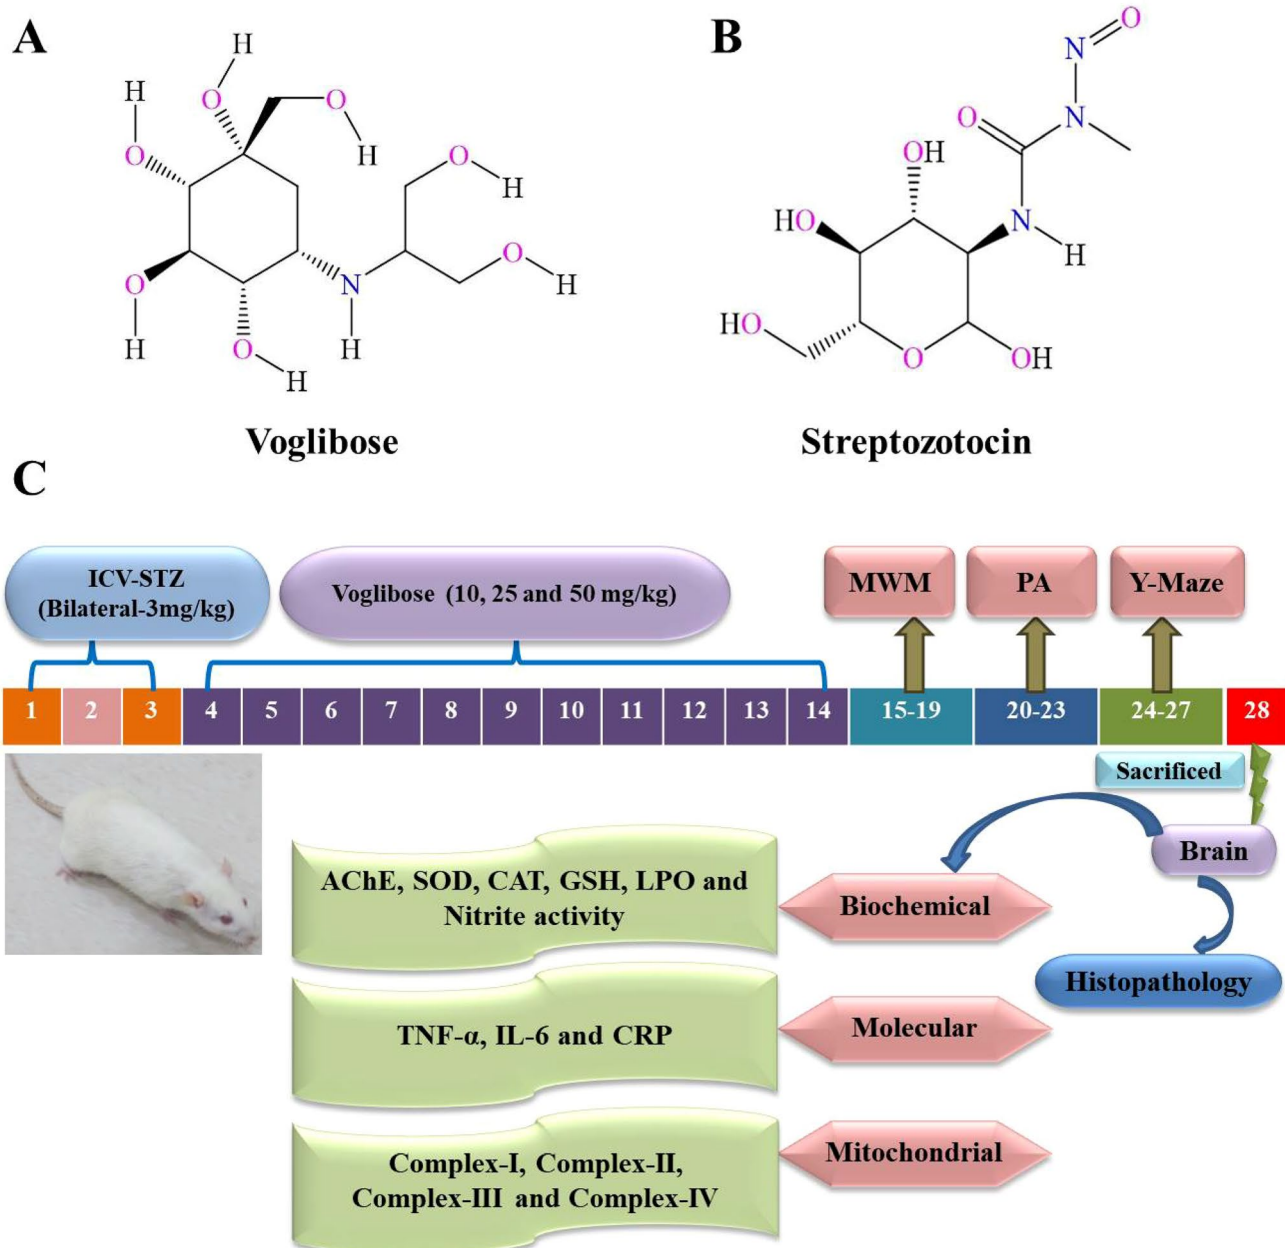 A
H
H
O
O
O
H
O
H
O
H
O
H
O
N
H
H
O
H
Voglibose
B
O
N
O
N
OH
HO
N
H
HO
O
OH
Streptozotocin
C
ICV-STZ
(Bilateral-3mg/kg)
Voglibose (10, 25 and 50 mg/kg)
MWM
PA
Y-Maze
1 2 3 4 5 6 7 8 9 10 11 12 13 14 15-19 20-23 24-27 28
Sacrificed
Brain
AChE, SOD, CAT, GSH, LPO and
Nitrite activity
Biochemical
Histopathology
TNF-α, IL-6 and CRP
Molecular
Complex-I, Complex-II,
Complex-III and Complex-IV
Mitochondrial